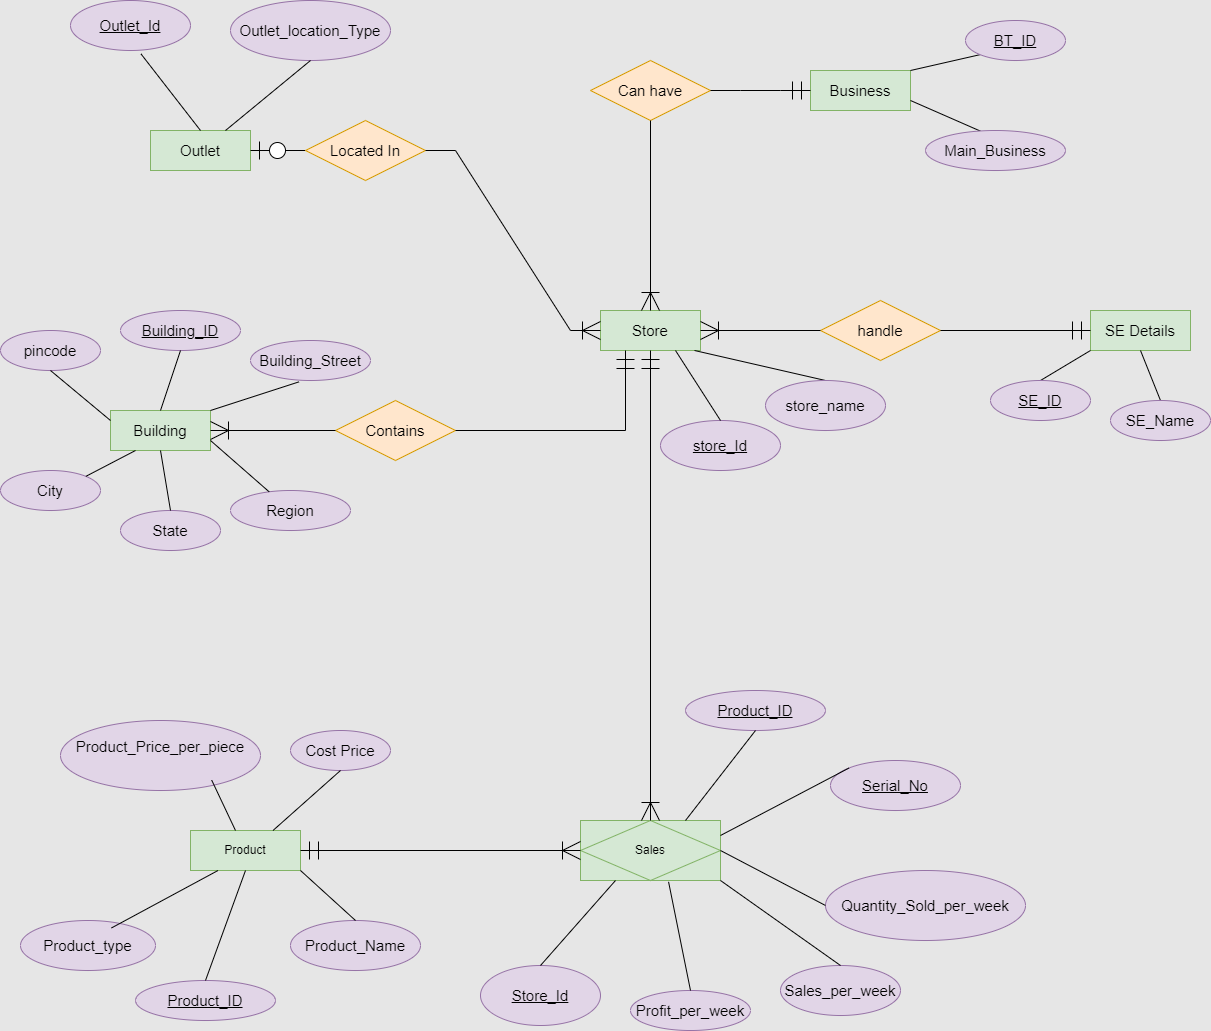 Outlet_Id
Outlet_location_Type
BT_ID
Can have
Business
Outlet
Located In
Main_Business
Store
handle
SE Details
Building_ID
pincode
Building_Street
SE_ID
store_name
SE_Name
Building
Contains
store_Id
City
Region
State
Product_ID
Product_Price_per_piece
Cost Price
Serial_No
Product
Sales
Quantity_Sold_per_week
Product_type
Product_Name
Sales_per_week
Store_Id
Product_ID
Profit_per_week